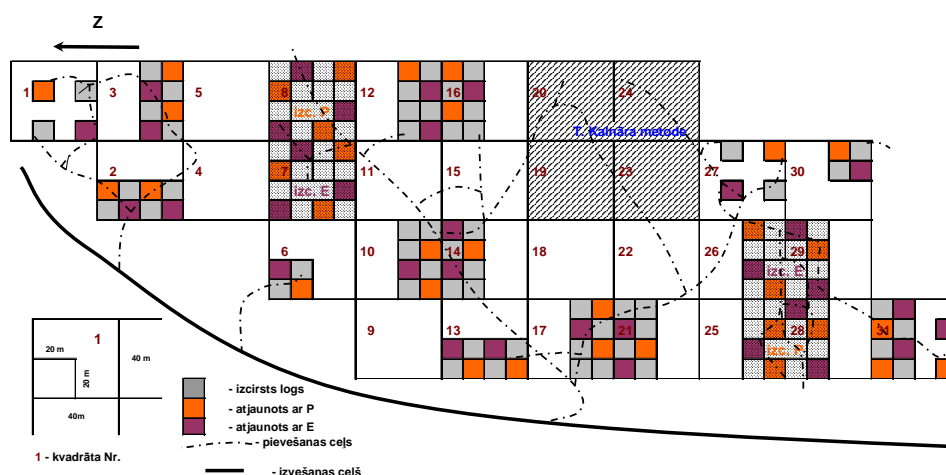 Z
1 3 5 8 12 16 20 24
izc. P
T. Kalnāra metode
2 4 7 11 15 19 23 27 30
izc. E
6 10 14 18 22 26 29
izc. E
9 13 17 21 25 28 31
izc. P
1
20 m
20 m
40 m
40m
1 - kvadrāta Nr.
- izcirsts logs
- atjaunots ar P
- atjaunots ar E
- pievešanas ceļš
- izvešanas ceļš